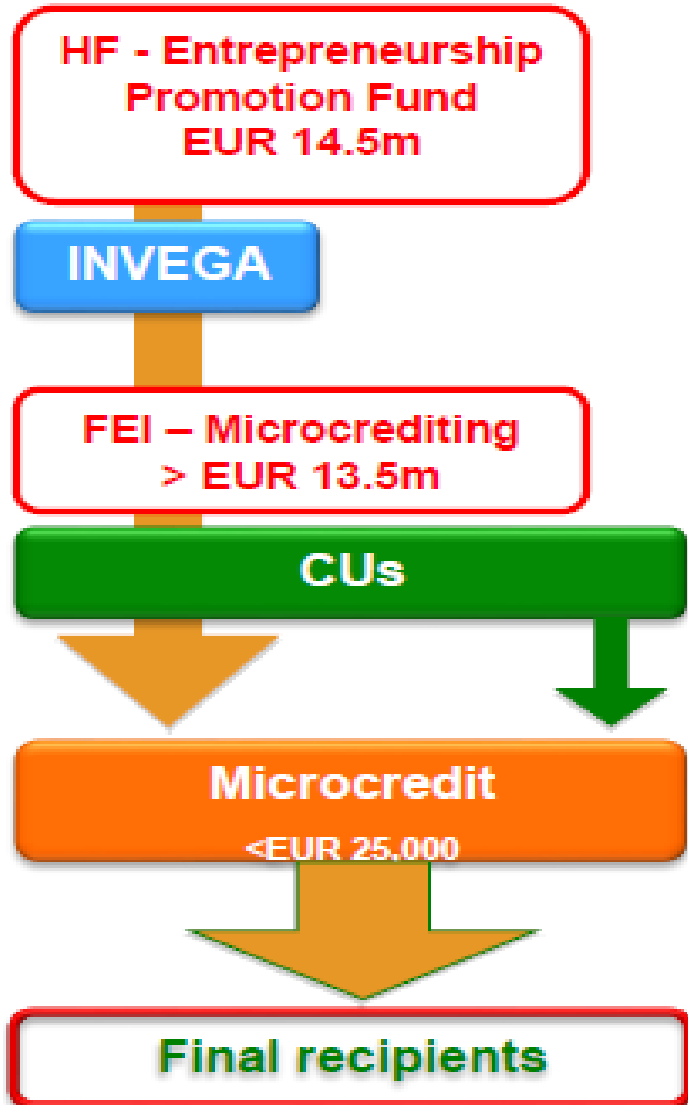 HF - Entrepreneurship
Promotion Fund
EUR 14.5m
INVEGA
FEI – Microcrediting
> EUR 13.5m
CUs
Microcredit
<EUR 25,000
Final recipients